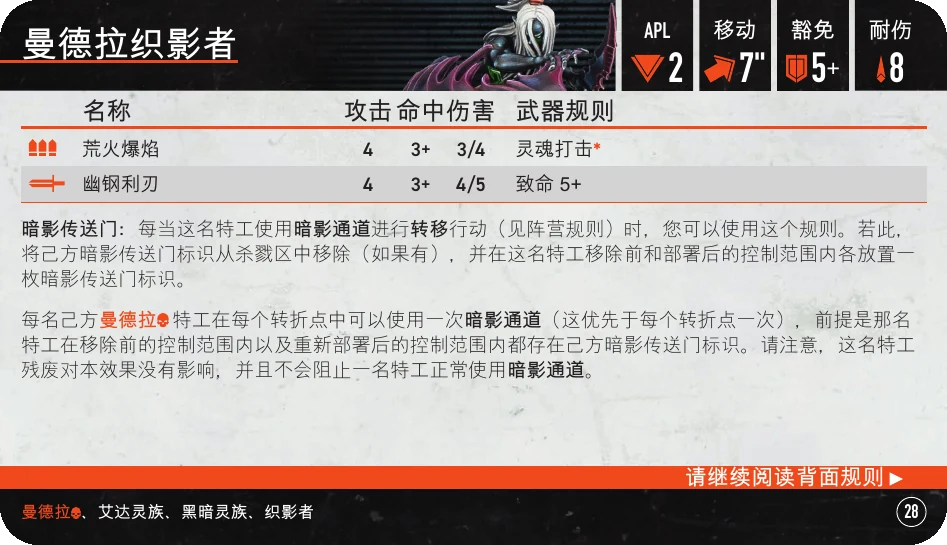 曼德拉织影者
APL 移动 豁免 耐伤
2 7" 5+ 8
名称 攻击 命中 伤害 武器规则
荒火爆焰 4 3+ 3/4 灵魂打击*
幽钢利刃 4 3+ 4/5 致命 5+
暗影传送门：每当这名特工使用暗影通道进行转移行动（见阵营规则）时，您可以使用这个规则。若此，
将己方暗影传送门标识从杀戮区中移除（如果有），并在这名特工移除前和部署后的控制范围内各放置一
枚暗影传送门标识。
每名己方曼德拉特工在每个转折点中可以使用一次暗影通道（这优先于每个转折点一次），前提是那名
特工在移除前的控制范围内以及重新部署后的控制范围内都存在己方暗影传送门标识。请注意，这名特工
残废对本效果没有影响，并且不会阻止一名特工正常使用暗影通道。
请继续阅读背面规则
曼德拉、艾达灵族、黑暗灵族、织影者
28